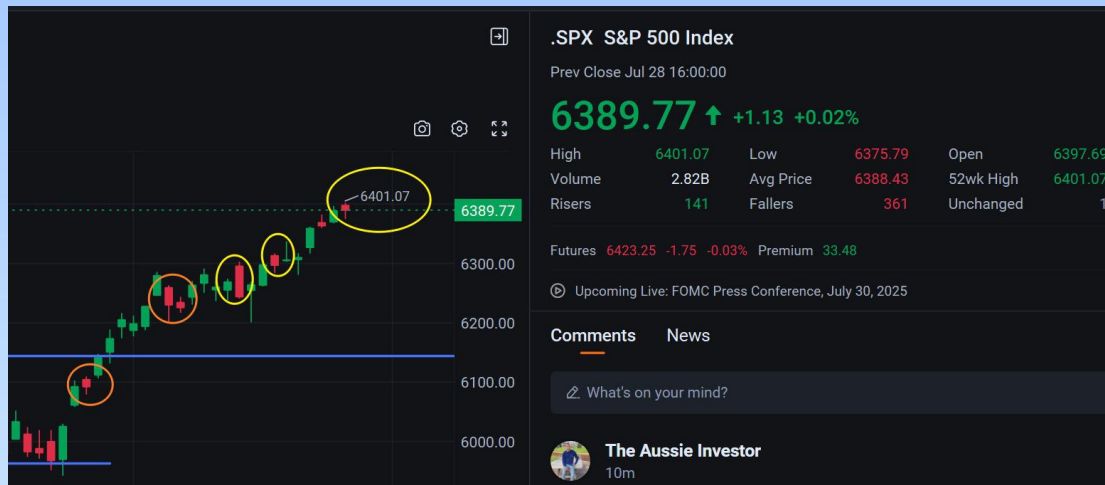 .SPX S&P 500 Index
Prev Close Jul 28 16:00:00
6389.77 +1.13 +0.02%
High 6401.07 Low 6375.79 Open 6397.69
Volume 2.82B Avg Price 6388.43 52wk High 6401.07
Risers 141 Fallers 361 Unchanged 1
Futures 6423.25 -1.75 -0.03% Premium 33.48
Upcoming Live: FOMC Press Conference, July 30, 2025
Comments News
What's on your mind?
The Aussie Investor
10m
6401.07
6389.77
6300.00
6200.00
6100.00
6000.00